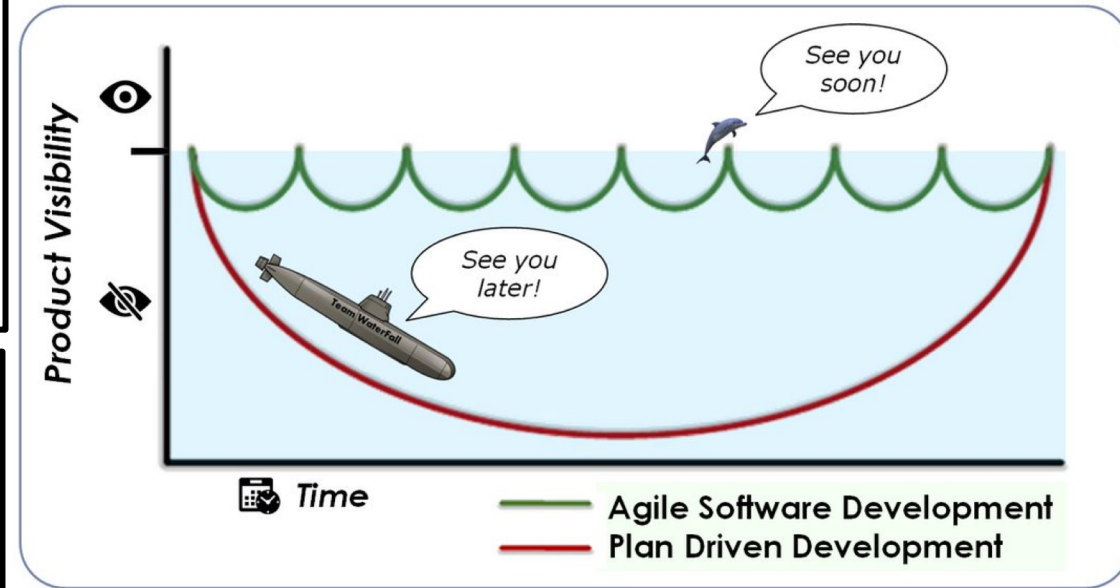 Product Visibility
See you
soon!
See you
later!
Team WaterFall
Time
Agile Software Development
Plan Driven Development